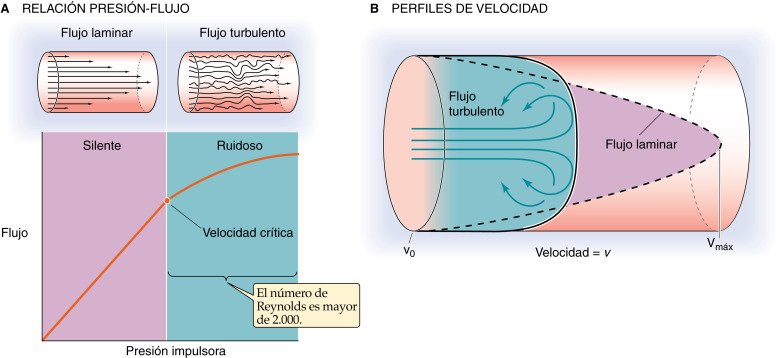 A RELACIÓN PRESIÓN-FLUJO
Flujo laminar
Flujo turbulento
Silente
Ruidoso
Flujo
Velocidad crítica
El número de
Reynolds es mayor
de 2.000.
Presión impulsora
B PERFILES DE VELOCIDAD
Flujo
turbulento
Flujo laminar
v0
Velocidad = v
Vmáx